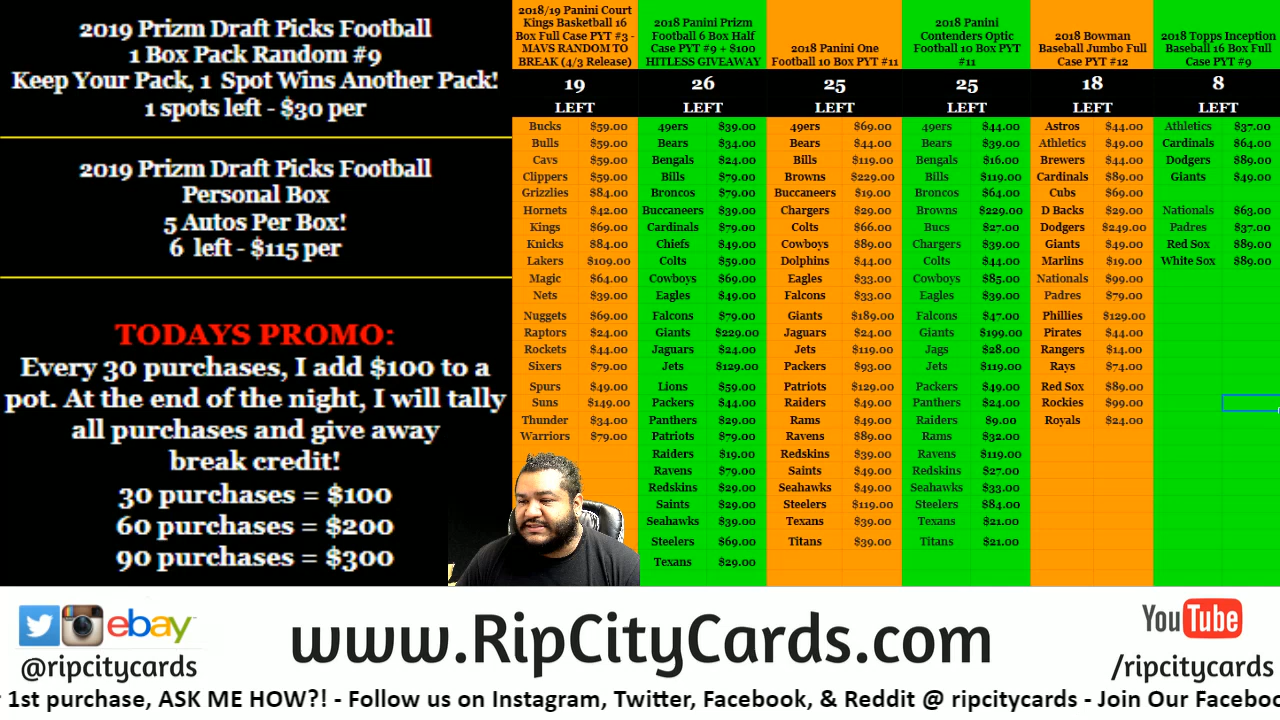 2019 Prizm Draft Picks Football
1 Box Pack Random #9
Keep Your Pack, 1 Spot Wins Another Pack!
1 spots left - $30 per
2019 Prizm Draft Picks Football
Personal Box
5 Autos Per Box!
6 left - $115 per
TODAYS PROMO:
Every 30 purchases, I add $100 to a
pot. At the end of the night, I will tally
all purchases and give away
break credit!
30 purchases = $100
60 purchases = $200
90 purchases = $300
2018/19 Panini Court
Kings Basketball 16
Box Full Case PYT #3 -
MAVS RANDOM TO
BREAK (4/3 Release)
19
LEFT
Bucks $59.00
Bulls $59.00
Cavs $59.00
Clippers $59.00
Grizzlies $84.00
Hornets $42.00
Kings $69.00
Knicks $84.00
Lakers $109.00
Magic $64.00
Nets $39.00
Nuggets $69.00
Raptors $24.00
Rockets $44.00
Sixers $79.00
Spurs $49.00
Suns $149.00
Thunder $34.00
Warriors $79.00
2018 Panini Prizm
Football 6 Box Half
Case PYT #9 + $100
HITLESS GIVEAWAY
26
LEFT
49ers $39.00
Bears $34.00
Bengals $24.00
Bills $79.00
Broncos $79.00
Buccaneers $39.00
Cardinals $79.00
Chiefs $49.00
Colts $59.00
Cowboys $69.00
Eagles $49.00
Falcons $79.00
Giants $229.00
Jaguars $24.00
Jets $129.00
Lions $59.00
Packers $44.00
Panthers $29.00
Patriots $79.00
Raiders $19.00
Ravens $79.00
Redskins $29.00
Saints $29.00
Seahawks $39.00
Steelers $69.00
Texans $29.00
2018 Panini One
Football 10 Box PYT #11
25
LEFT
49ers $69.00
Bears $44.00
Bills $119.00
Browns $229.00
Buccaneers $19.00
Chargers $29.00
Colts $66.00
Cowboys $89.00
Dolphins $44.00
Eagles $33.00
Falcons $33.00
Giants $189.00
Jaguars $24.00
Jets $119.00
Packers $93.00
Patriots $129.00
Raiders $49.00
Rams $49.00
Ravens $89.00
Redskins $39.00
Saints $49.00
Seahawks $49.00
Steelers $119.00
Texans $39.00
Titans $39.00
2018 Panini
Contenders Optic
Football 10 Box PYT
#11
25
LEFT
49ers $44.00
Bears $39.00
Bengals $16.00
Bills $119.00
Broncos $64.00
Browns $229.00
Bucs $27.00
Chargers $39.00
Colts $44.00
Cowboys $85.00
Eagles $39.00
Falcons $47.00
Giants $199.00
Jags $28.00
Jets $119.00
Packers $49.00
Panthers $24.00
Raiders $9.00
Rams $32.00
Ravens $119.00
Redskins $27.00
Seahawks $33.00
Steelers $84.00
Texans $21.00
Titans $21.00
2018 Bowman
Baseball Jumbo Full
Case PYT #12
18
LEFT
Astros $44.00
Athletics $49.00
Brewers $44.00
Cardinals $89.00
Cubs $69.00
D Backs $29.00
Dodgers $249.00
Giants $49.00
Marlins $19.00
Nationals $99.00
Padres $79.00
Phillies $129.00
Pirates $44.00
Rangers $14.00
Rays $74.00
Red Sox $89.00
Rockies $99.00
Royals $24.00
2018 Topps Inception
Baseball 16 Box Full
Case PYT #9
8
LEFT
Athletics $37.00
Cardinals $64.00
Dodgers $89.00
Giants $49.00
Nationals $63.00
Padres $37.00
Red Sox $89.00
White Sox $89.00
ebay
@ripcitycards
www.RipCityCards.com
YouTube
/ripcitycards
1st purchase, ASK ME HOW?! - Follow us on Instagram, Twitter, Facebook, & Reddit @ ripcitycards - Join Our Faceboo